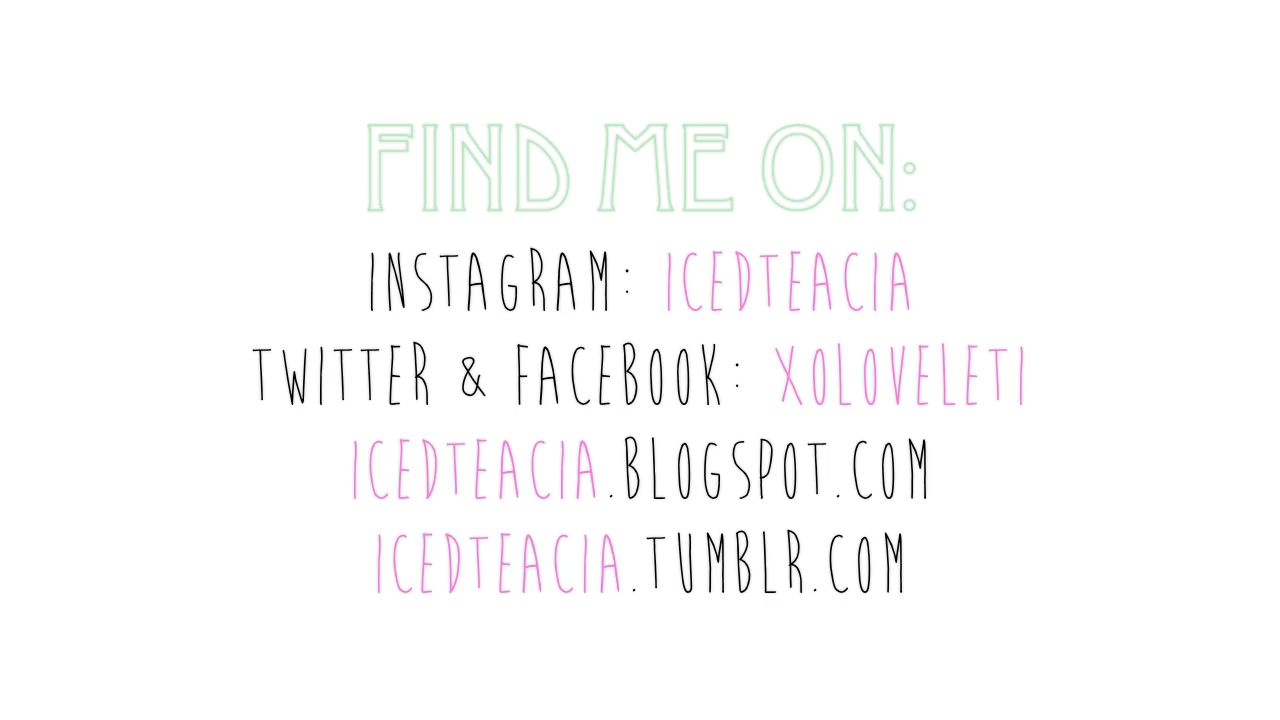 FIND ME ON:
INSTAGRAM: ICEDTEACIA
TWITTER & FACEBOOK: XOLOVELETI
ICEDTEACIA.BLOGSPOT.COM
ICEDTEACIA.TUMBLR.COM